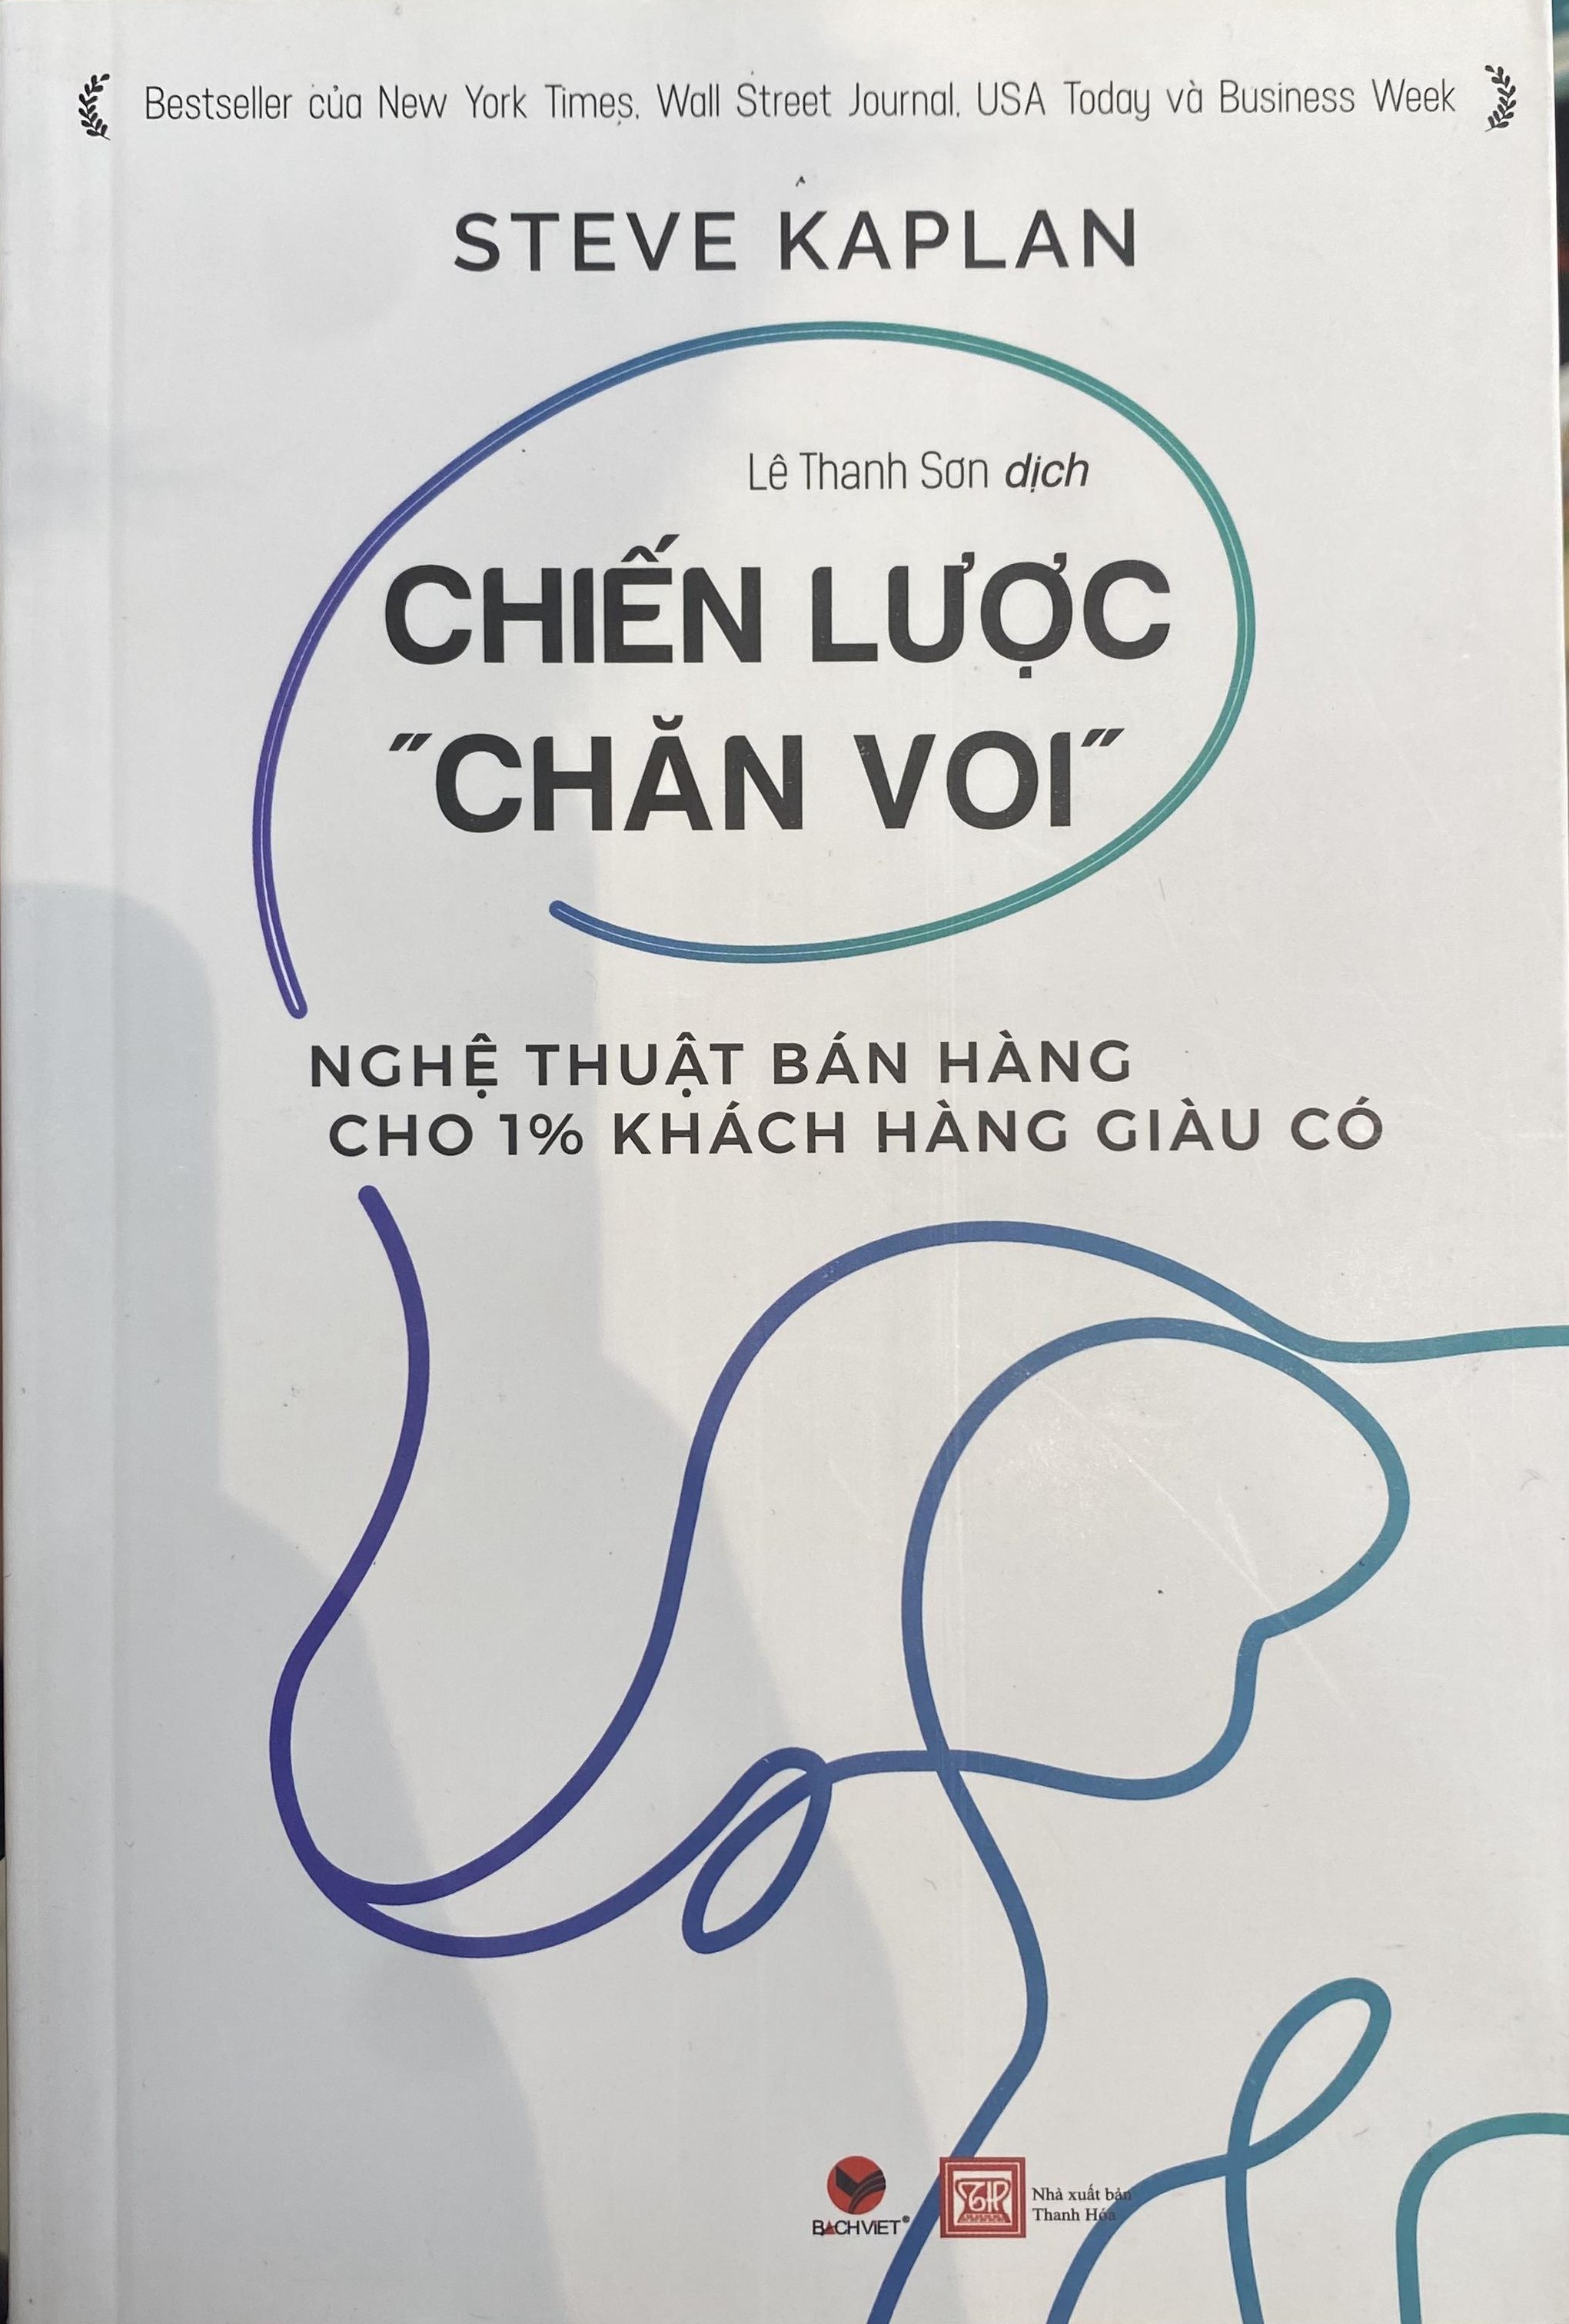 Bestseller của New York Times, Wall Street Journal, USA Today và Business Week
STEVE KAPLAN
Lê Thanh Sơn dịch
CHIẾN LƯỢC
"CHĂN VOI"
NGHỆ THUẬT BÁN HÀNG
CHO 1% KHÁCH HÀNG GIÀU CÓ
BACHVIET®
Nhà xuất bản
Thanh Hóa